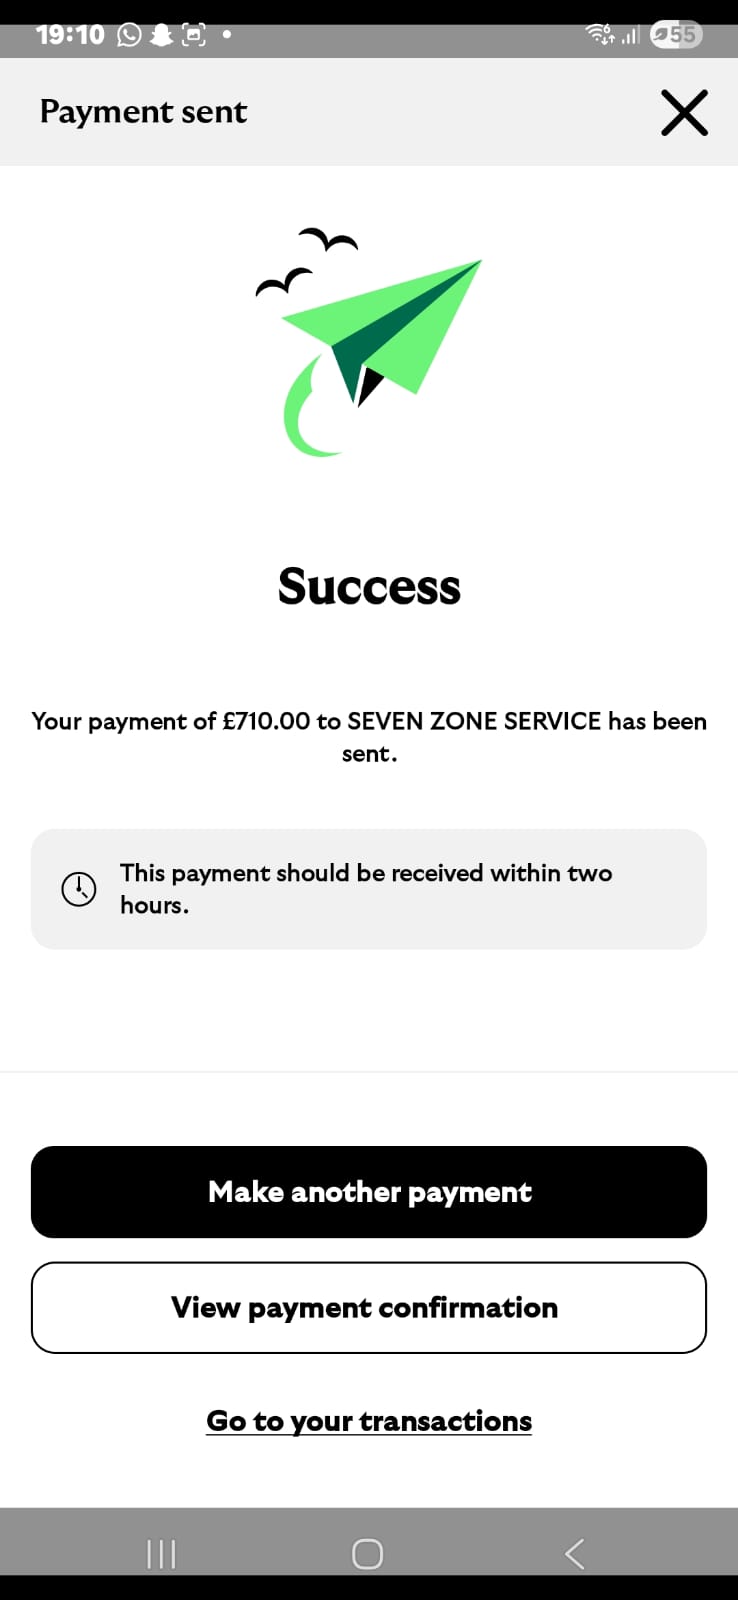 19:10
55
Payment sent
Success
Your payment of £710.00 to SEVEN ZONE SERVICE has been
sent.
This payment should be received within two
hours.
Make another payment
View payment confirmation
Go to your transactions